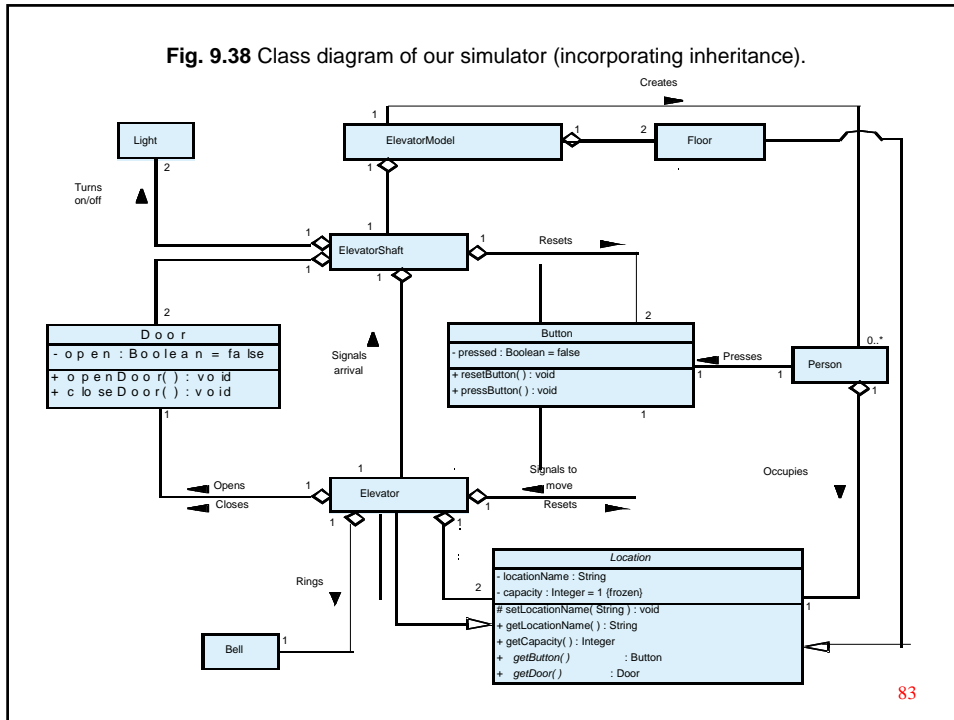 Fig. 9.38 Class diagram of our simulator (incorporating inheritance).
Creates
1
Light
ElevatorModel
1
2
Floor
2
1
Turns
on/off
1
1
ElevatorShaft
1
Resets
1
1
2
2
Door
- open : Boolean = false
+ openDoor( ) : void
+ closeDoor( ) : void
1
Signals
arrival
Button
- pressed : Boolean = false
+ resetButton( ) : void
+ pressButton( ) : void
1
Presses
1
1
0..*
Person
1
1
Opens
Closes
1
Elevator
1
1
1
Signals to
move
Resets
Occupies
Rings
2
Location
- locationName : String
- capacity : Integer = 1 {frozen}
# setLocationName( String ) : void
+ getLocationName( ) : String
+ getCapacity( ) : Integer
+ getButton( ) : Button
+ getDoor( ) : Door
1
Bell
1
83